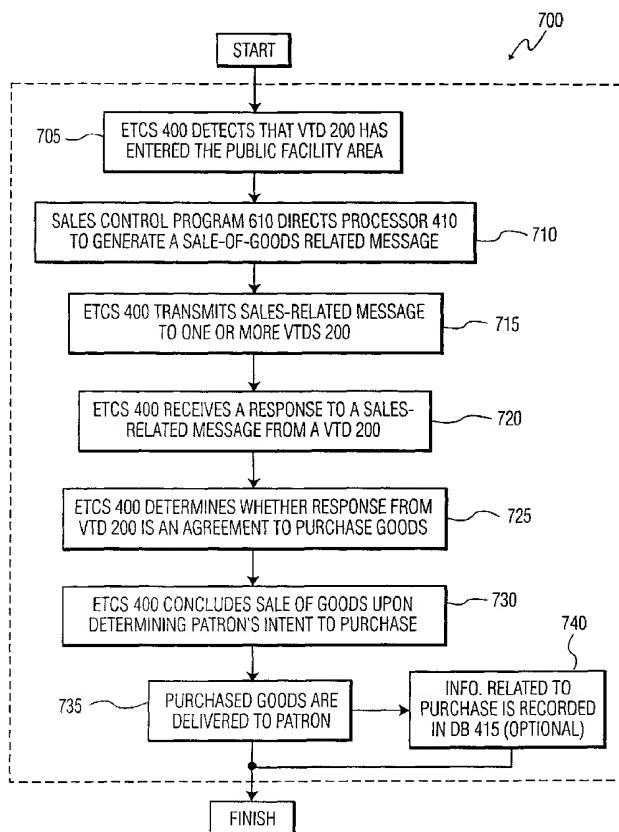 700
START
705
ETCS 400 DETECTS THAT VTD 200 HAS
ENTERED THE PUBLIC FACILITY AREA
SALES CONTROL PROGRAM 610 DIRECTS PROCESSOR 410
TO GENERATE A SALE-OF-GOODS RELATED MESSAGE
710
ETCS 400 TRANSMITS SALES-RELATED MESSAGE
TO ONE OR MORE VTDS 200
715
ETCS 400 RECEIVES A RESPONSE TO A SALES-
RELATED MESSAGE FROM A VTD 200
720
ETCS 400 DETERMINES WHETHER RESPONSE FROM
VTD 200 IS AN AGREEMENT TO PURCHASE GOODS
725
ETCS 400 CONCLUDES SALE OF GOODS UPON
DETERMINING PATRON'S INTENT TO PURCHASE
730
735
PURCHASED GOODS ARE
DELIVERED TO PATRON
740
INFO. RELATED TO
PURCHASE IS RECORDED
IN DB 415 (OPTIONAL)
FINISH